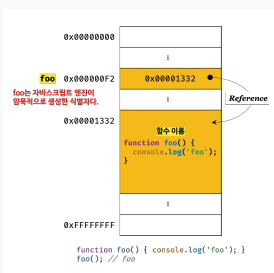 0x00000000
⋮
foo 0x000000F2 0x00001332
foo는 자바스크립트 엔진이
암묵적으로 생성한 식별자다.
⋮
Reference
0x00001332
함수 이름
function foo() {
console.log('foo');
}
⋮
0xFFFFFFFF
function foo() { console.log('foo'); }
foo(); // foo